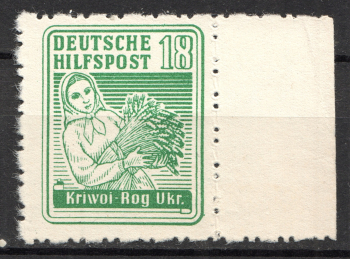 DEUTSCHE 18
HILFSPOST
Kriwoi-Rog Ukr.